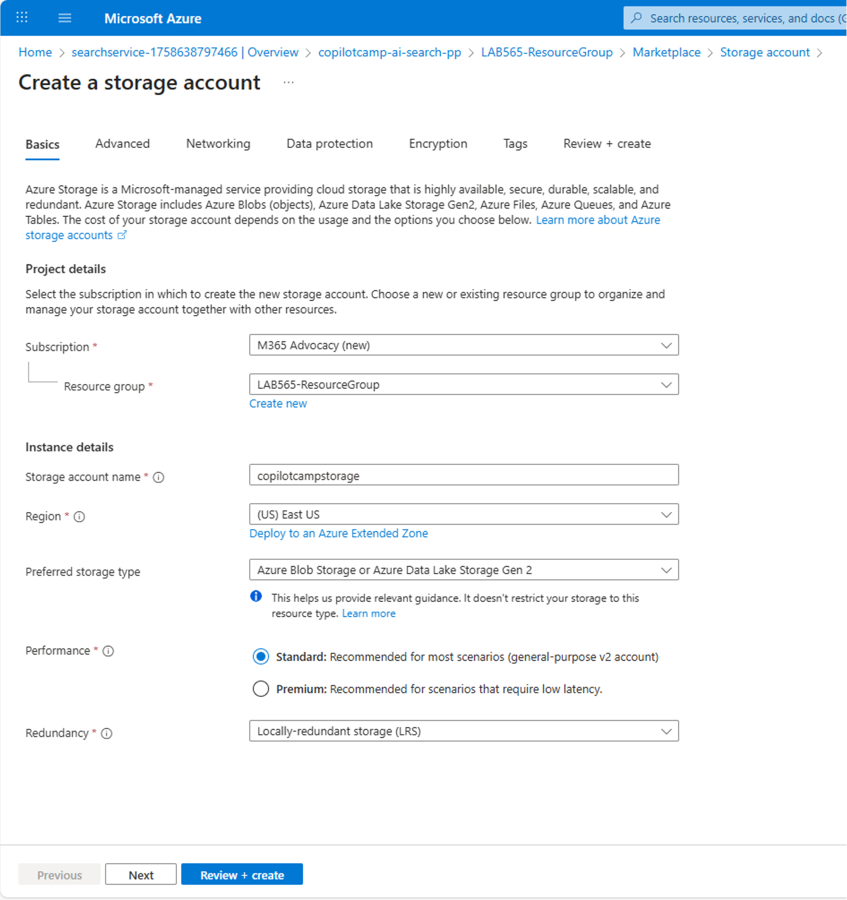 Microsoft Azure
Search resources, services, and docs (G
Home > searchservice-1758638797466 | Overview > copilotcamp-ai-search-pp > LAB565-ResourceGroup > Marketplace > Storage account >
Create a storage account ...
Basics Advanced Networking Data protection Encryption Tags Review + create
Azure Storage is a Microsoft-managed service providing cloud storage that is highly available, secure, durable, scalable, and
redundant. Azure Storage includes Azure Blobs (objects), Azure Data Lake Storage Gen2, Azure Files, Azure Queues, and Azure
Tables. The cost of your storage account depends on the usage and the options you choose below. Learn more about Azure
storage accounts
Project details
Select the subscription in which to create the new storage account. Choose a new or existing resource group to organize and
manage your storage account together with other resources.
Subscription * M365 Advocacy (new)
Resource group * LAB565-ResourceGroup
Create new
Instance details
Storage account name * copilotcampstorage
Region * (US) East US
Deploy to an Azure Extended Zone
Preferred storage type Azure Blob Storage or Azure Data Lake Storage Gen 2
This helps us provide relevant guidance. It doesn't restrict your storage to this
resource type. Learn more
Performance * Standard: Recommended for most scenarios (general-purpose v2 account)
Premium: Recommended for scenarios that require low latency.
Redundancy * Locally-redundant storage (LRS)
Previous Next Review + create